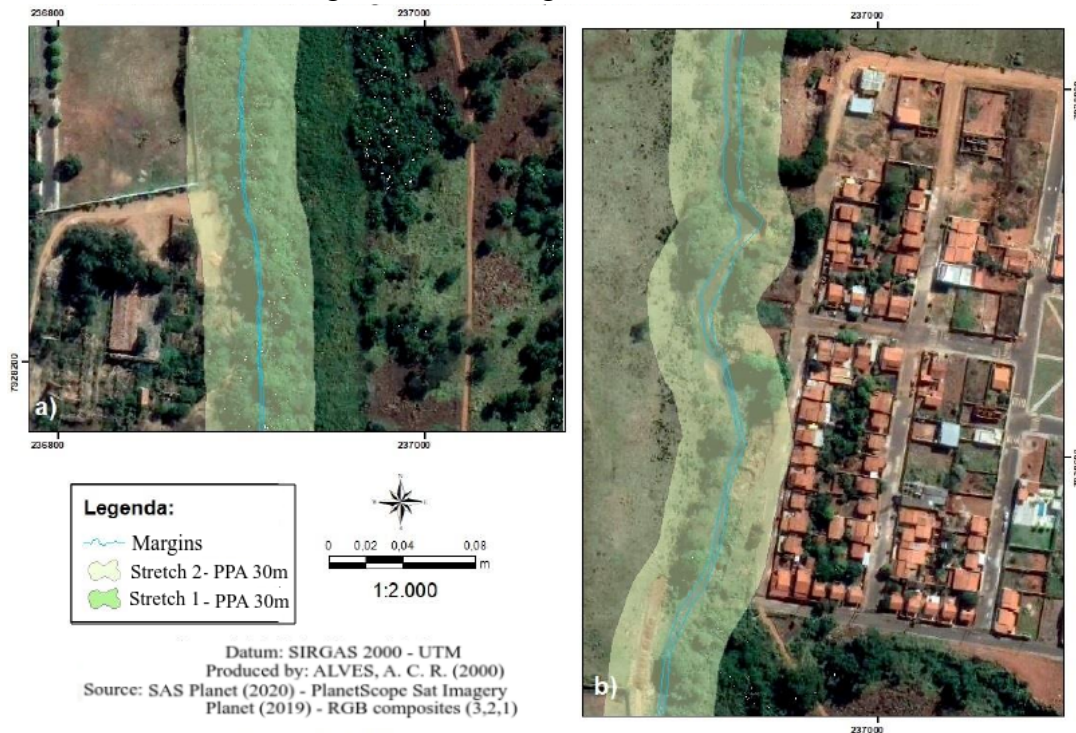 236800
237000
237000
7028200
a)
236800
237000
b)
237000
Legenda:
Margins
Stretch 2- PPA 30m
Stretch 1 - PPA 30m
0 0,02 0,04 0,08
m
1:2.000
Datum: SIRGAS 2000 - UTM
Produced by: ALVES, A. C. R. (2000)
Source: SAS Planet (2020) - PlanetScope Sat Imagery
Planet (2019) - RGB composites (3,2,1)